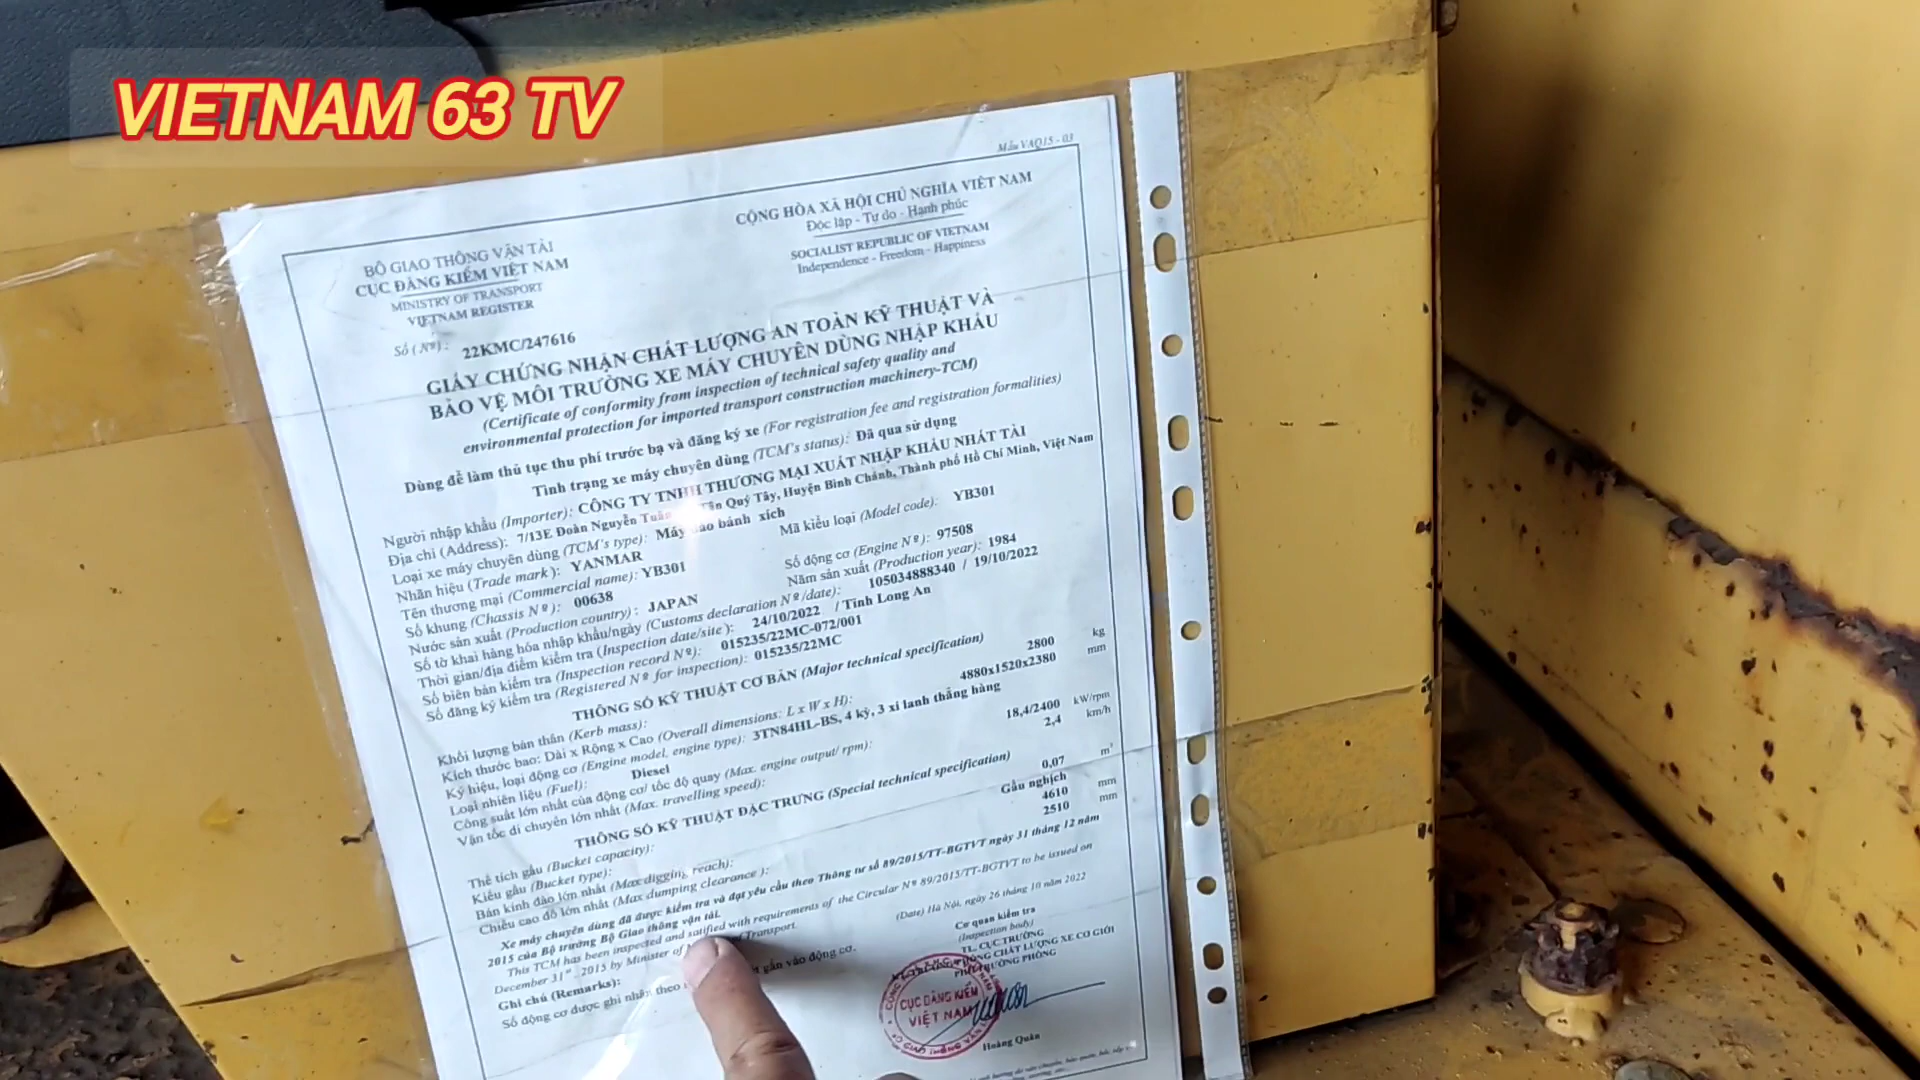 VIETNAM 63 TV
Mẫu VAQ15 - 03
BỘ GIAO THÔNG VẬN TẢI
CỤC ĐĂNG KIỂM VIỆT NAM
MINISTRY OF TRANSPORT
VIETNAM REGISTER
CỘNG HÒA XÃ HỘI CHỦ NGHĨA VIỆT NAM
Độc lập - Tự do - Hạnh phúc
SOCIALIST REPUBLIC OF VIETNAM
Independence - Freedom - Happiness
Số (Nº): 22KMC/247616
GIẤY CHỨNG NHẬN CHẤT LƯỢNG AN TOÀN KỸ THUẬT VÀ
BẢO VỆ MÔI TRƯỜNG XE MÁY CHUYÊN DÙNG NHẬP KHẨU
(Certificate of conformity from inspection of technical safety quality and
environmental protection for imported transport construction machinery-TCM)
Dùng để làm thủ tục thu phí trước bạ và đăng ký xe (For registration fee and registration formalities)
Tình trạng xe máy chuyên dùng (TCM's status): Đã qua sử dụng
Người nhập khẩu (Importer): CÔNG TY TNHH THƯƠNG MẠI XUẤT NHẬP KHẨU NHẤT TÀI
Địa chỉ (Address): 7/13E Đoàn Nguyễn Tuấn, Tân Quý Tây, Huyện Bình Chánh, Thành phố Hồ Chí Minh, Việt Nam
Loại xe máy chuyên dùng (TCM's type): Máy đào bánh xích
Nhãn hiệu (Trade mark): YANMAR Mã kiểu loại (Model code): YB301
Tên thương mại (Commercial name): YB301
Số khung (Chassis Nº): 00638 Số động cơ (Engine Nº): 97508
Nước sản xuất (Production country): JAPAN Năm sản xuất (Production year): 1984
Số tờ khai hàng hóa nhập khẩu/ngày (Customs declaration Nº/date): 105034888340 / 19/10/2022
Thời gian/địa điểm kiểm tra (Inspection date/site): 24/10/2022 / Tỉnh Long An
Số biên bản kiểm tra (Inspection record Nº): 015235/22MC-072/001
Số đăng ký kiểm tra (Registered Nº for inspection): 015235/22MC
THÔNG SỐ KỸ THUẬT CƠ BẢN (Major technical specification)
Khối lượng bản thân (Kerb mass): 2800 kg
Kích thước bao: Dài x Rộng x Cao (Overall dimensions: L x W x H): 4880x1520x2380 mm
Ký hiệu, loại động cơ (Engine model, engine type): 3TN84HL-BS, 4 kỳ, 3 xi lanh thẳng hàng
Loại nhiên liệu (Fuel): Diesel
Công suất lớn nhất của động cơ/ tốc độ quay (Max. engine output/ rpm): 18,4/2400 kW/rpm
Vận tốc di chuyển lớn nhất (Max. travelling speed): 2,4 km/h
THÔNG SỐ KỸ THUẬT ĐẶC TRƯNG (Special technical specification)
Thể tích gầu (Bucket capacity): 0,07 m³
Kiểu gầu (Bucket type): Gầu nghịch
Bán kính đào lớn nhất (Max digging reach): 4610 mm
Chiều cao đổ lớn nhất (Max dumping clearance): 2510 mm
Xe máy chuyên dùng đã được kiểm tra và đạt yêu cầu theo Thông tư số 89/2015/TT-BGTVT ngày 31 tháng 12 năm
2015 của Bộ trưởng Bộ Giao thông vận tải.
This TCM has been inspected and satified with requirements of the Circular Nº 89/2015/TT-BGTVT to be issued on
December 31st, 2015 by Minister of Transport.
Ghi chú (Remarks):
Số động cơ được ghi nhận theo gắn vào động cơ.
(Date) Hà Nội, ngày 26 tháng 10 năm 2022
Cơ quan kiểm tra
(Inspection body)
TL. CỤC TRƯỞNG
PHÒNG CHẤT LƯỢNG XE CƠ GIỚI
PHÓ TRƯỞNG PHÒNG
CỤC ĐĂNG KIỂM
VIỆT NAM
Hoàng Quân